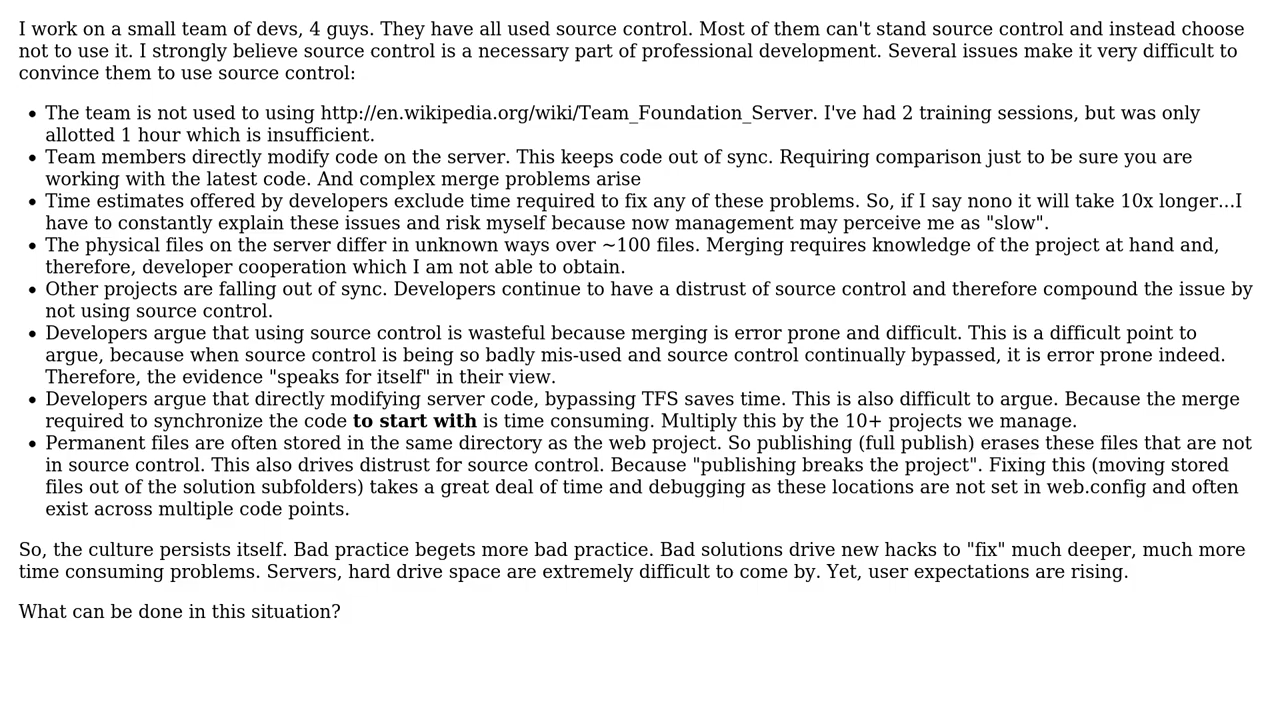 I work on a small team of devs, 4 guys. They have all used source control. Most of them can't stand source control and instead choose
not to use it. I strongly believe source control is a necessary part of professional development. Several issues make it very difficult to
convince them to use source control:
• The team is not used to using http://en.wikipedia.org/wiki/Team_Foundation_Server. I've had 2 training sessions, but was only
allotted 1 hour which is insufficient.
• Team members directly modify code on the server. This keeps code out of sync. Requiring comparison just to be sure you are
working with the latest code. And complex merge problems arise
• Time estimates offered by developers exclude time required to fix any of these problems. So, if I say nono it will take 10x longer...I
have to constantly explain these issues and risk myself because now management may perceive me as "slow".
• The physical files on the server differ in unknown ways over ~100 files. Merging requires knowledge of the project at hand and,
therefore, developer cooperation which I am not able to obtain.
• Other projects are falling out of sync. Developers continue to have a distrust of source control and therefore compound the issue by
not using source control.
• Developers argue that using source control is wasteful because merging is error prone and difficult. This is a difficult point to
argue, because when source control is being so badly mis-used and source control continually bypassed, it is error prone indeed.
Therefore, the evidence "speaks for itself" in their view.
• Developers argue that directly modifying server code, bypassing TFS saves time. This is also difficult to argue. Because the merge
required to synchronize the code to start with is time consuming. Multiply this by the 10+ projects we manage.
• Permanent files are often stored in the same directory as the web project. So publishing (full publish) erases these files that are not
in source control. This also drives distrust for source control. Because "publishing breaks the project". Fixing this (moving stored
files out of the solution subfolders) takes a great deal of time and debugging as these locations are not set in web.config and often
exist across multiple code points.
So, the culture persists itself. Bad practice begets more bad practice. Bad solutions drive new hacks to "fix" much deeper, much more
time consuming problems. Servers, hard drive space are extremely difficult to come by. Yet, user expectations are rising.
What can be done in this situation?